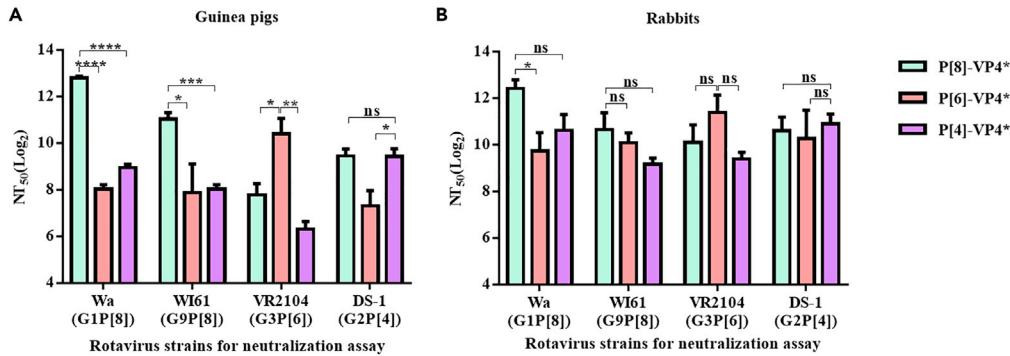 A
Guinea pigs
NT50(Log2)
14
12
10
8
6
4
****
****
***
*
*
**
ns
*
Wa
(G1P[8])
WI61
(G9P[8])
VR2104
(G3P[6])
DS-1
(G2P[4])
Rotavirus strains for neutralization assay
B
Rabbits
NT50(Log2)
14
12
10
8
6
4
ns
*
ns
ns
ns
ns
ns
ns
Wa
(G1P[8])
WI61
(G9P[8])
VR2104
(G3P[6])
DS-1
(G2P[4])
Rotavirus strains for neutralization assay
P[8]-VP4*
P[6]-VP4*
P[4]-VP4*